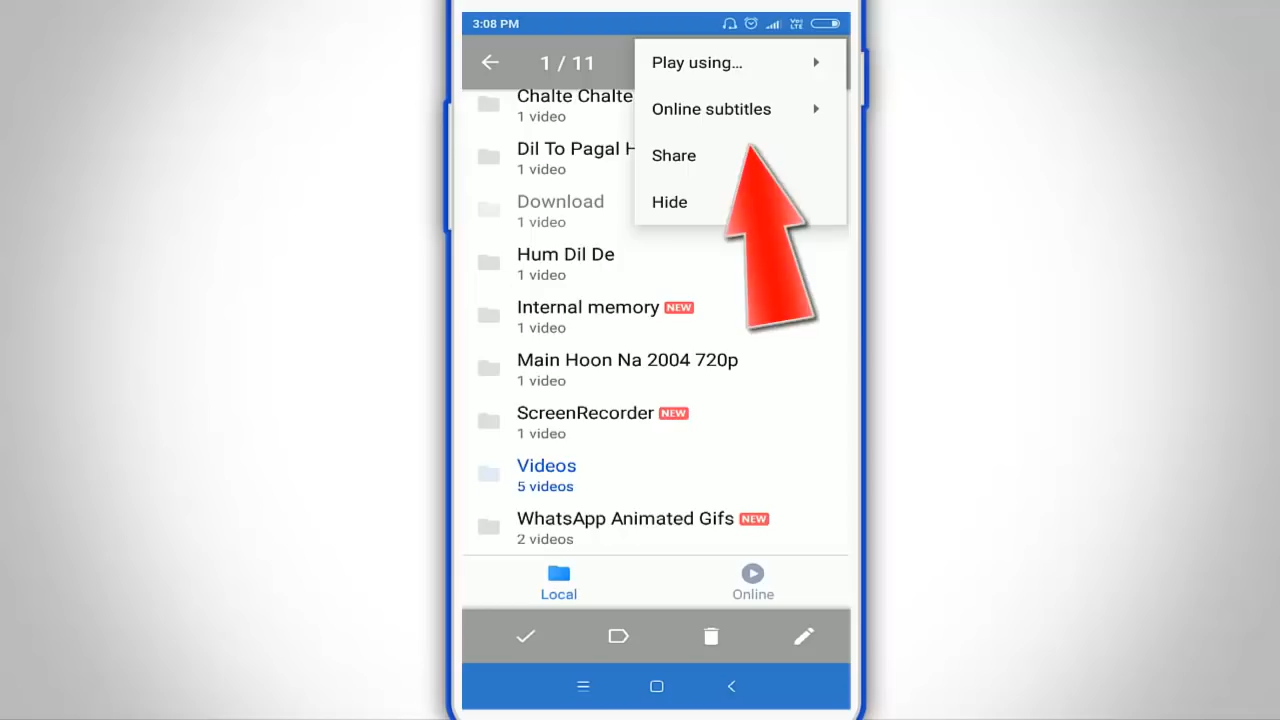 3:08 PM
VoLTE
1 / 11
Play using...
Online subtitles
Share
Hide
Chalte Chalte
1 video
Dil To Pagal H
1 video
Download
1 video
Hum Dil De
1 video
Internal memory NEW
1 video
Main Hoon Na 2004 720p
1 video
ScreenRecorder NEW
1 video
Videos
5 videos
WhatsApp Animated Gifs NEW
2 videos
Local
Online